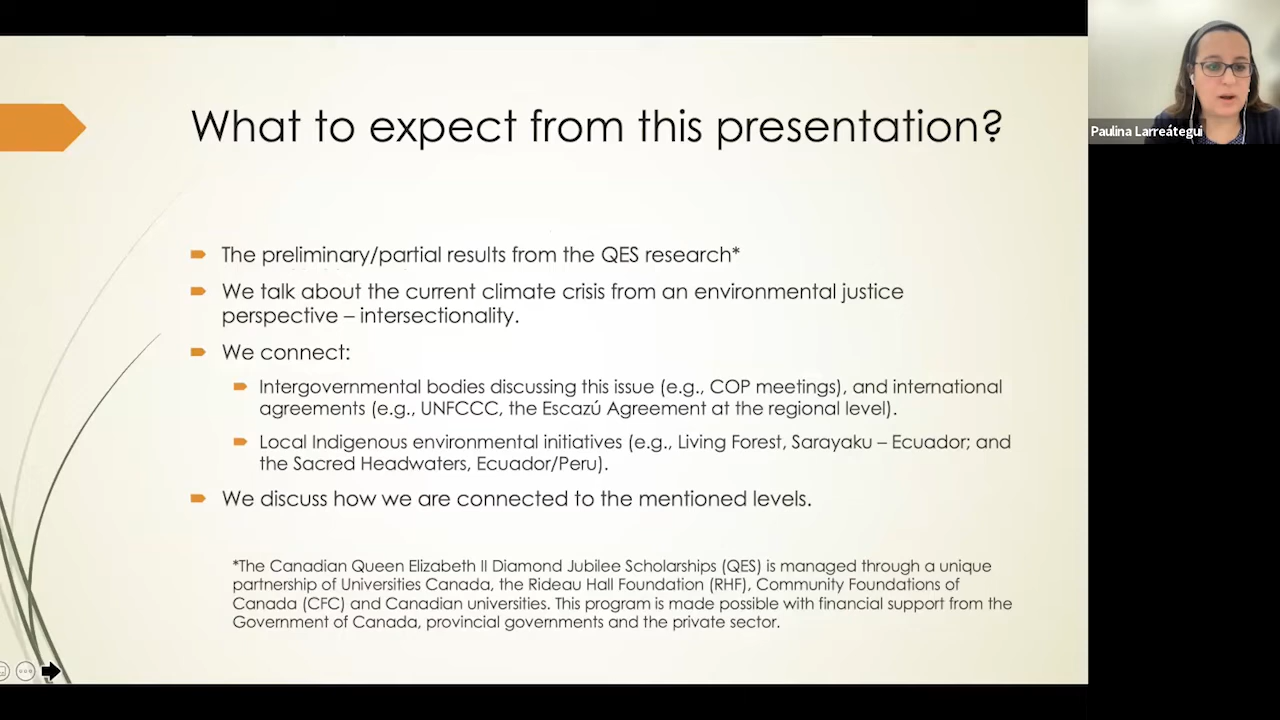 What to expect from this presentation?
The preliminary/partial results from the QES research*
We talk about the current climate crisis from an environmental justice
perspective – intersectionality.
We connect:
Intergovernmental bodies discussing this issue (e.g., COP meetings), and international
agreements (e.g., UNFCCC, the Escazú Agreement at the regional level).
Local Indigenous environmental initiatives (e.g., Living Forest, Sarayaku – Ecuador; and
the Sacred Headwaters, Ecuador/Peru).
We discuss how we are connected to the mentioned levels.
*The Canadian Queen Elizabeth II Diamond Jubilee Scholarships (QES) is managed through a unique
partnership of Universities Canada, the Rideau Hall Foundation (RHF), Community Foundations of
Canada (CFC) and Canadian universities. This program is made possible with financial support from the
Government of Canada, provincial governments and the private sector.
Paulina Larreátegui